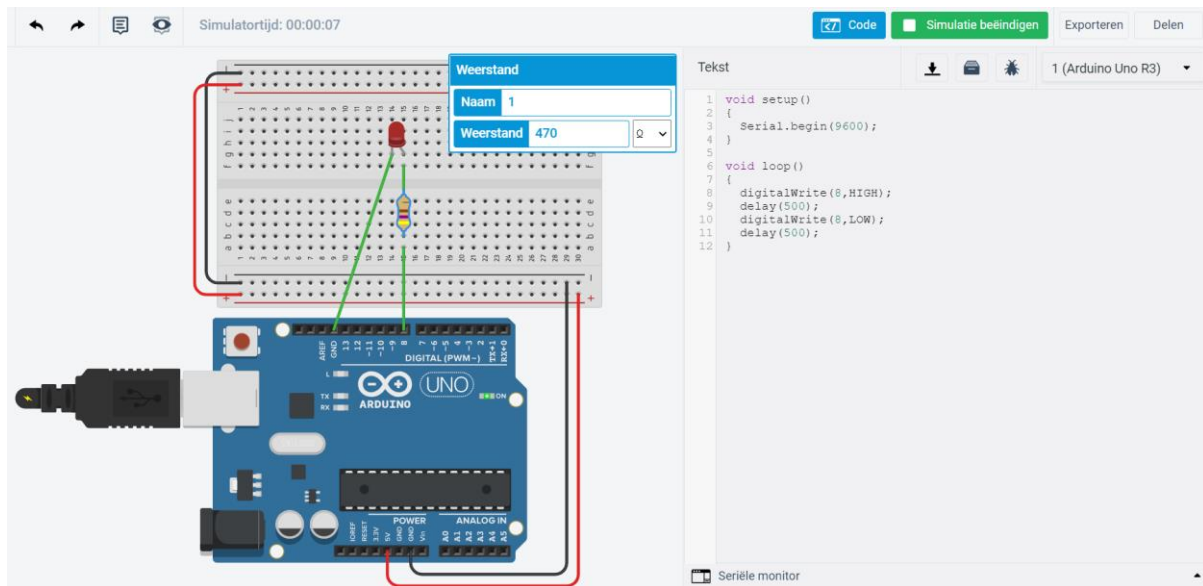 Simulatortijd: 00:00:07
Code
Simulatie beëindigen
Exporteren
Delen
Weerstand
Naam 1
Weerstand 470 Ω
Tekst
1 (Arduino Uno R3)
1 void setup()
2 {
3 Serial.begin(9600);
4 }
5
6 void loop()
7 {
8 digitalWrite(8,HIGH);
9 delay(500);
10 digitalWrite(8,LOW);
11 delay(500);
12 }
AREF
GND
13
12
~11
~10
~9
8
7
~6
~5
4
~3
2
TX→1
RX←0
DIGITAL (PWM~)
L
TX
RX
ARDUINO
UNO
ON
POWER
ANALOG IN
IOREF
RESET
3.3V
5V
GND
GND
Vin
A0
A1
A2
A3
A4
A5
Seriële monitor